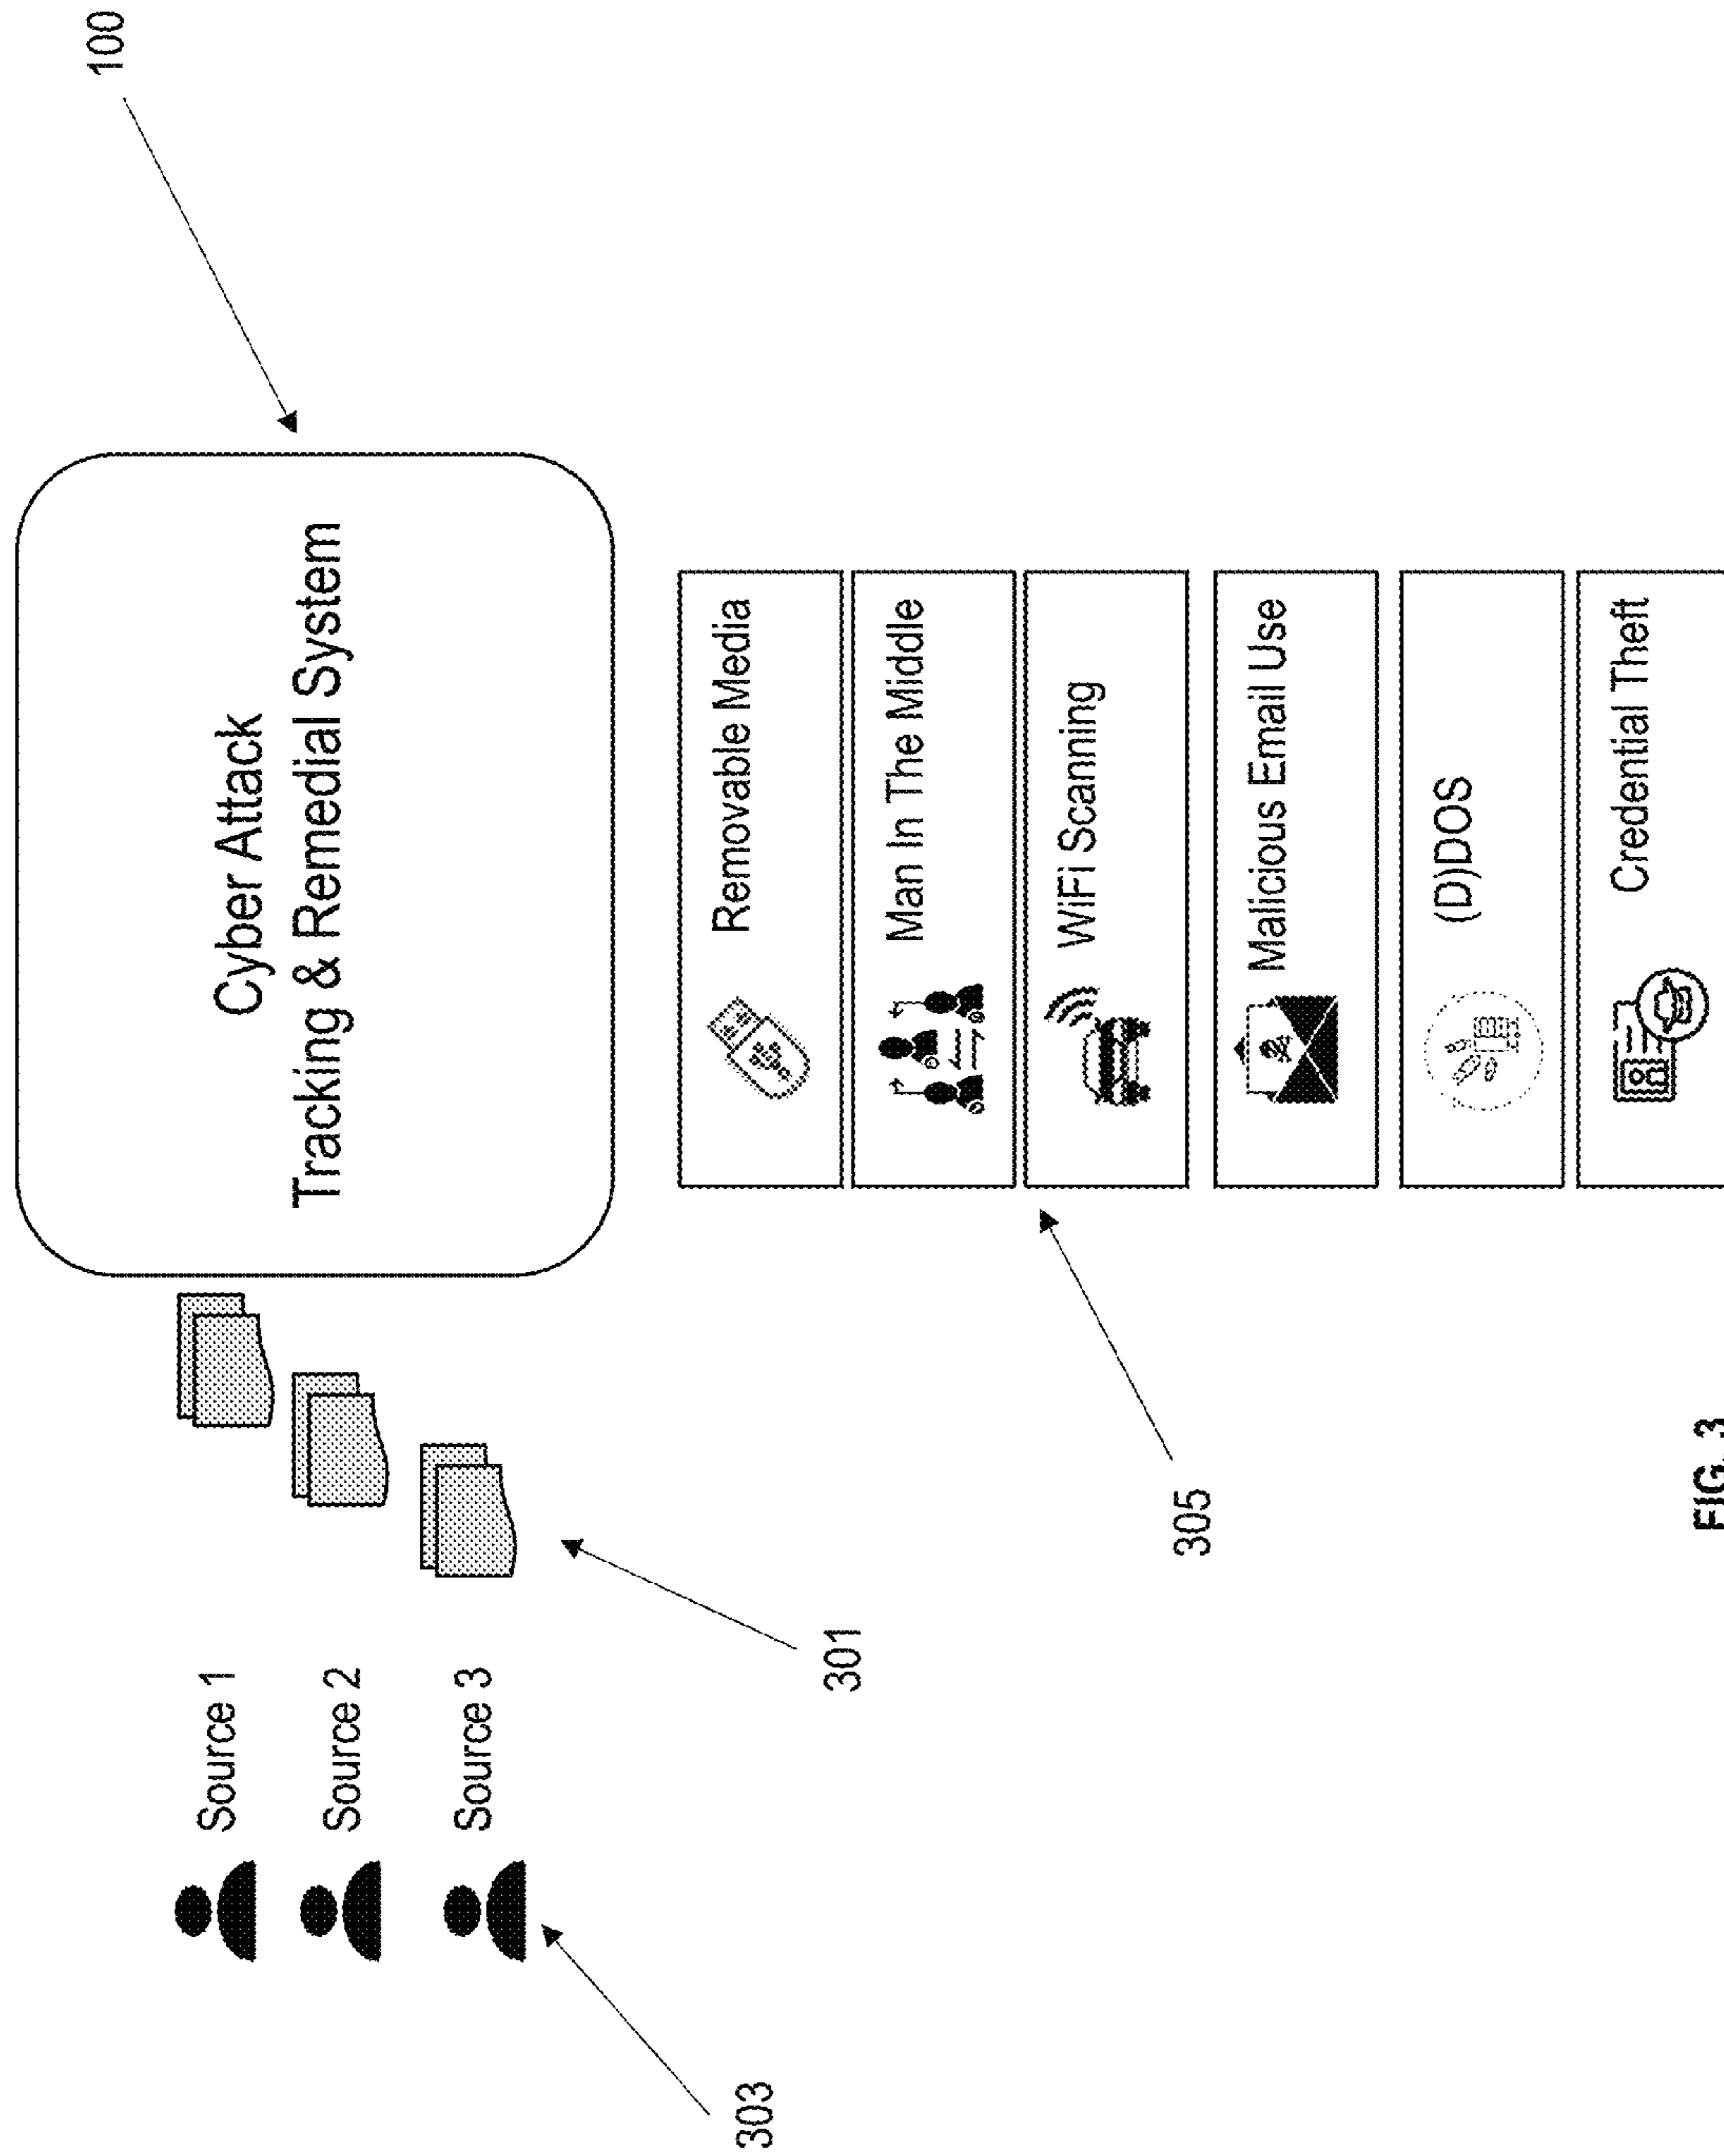 100
Cyber Attack
Tracking & Remedial System
Source 1
Source 2
Source 3
303
301
305
Removable Media
Man In The Middle
WiFi Scanning
Malicious Email Use
(D)DOS
Credential Theft
FIG. 3